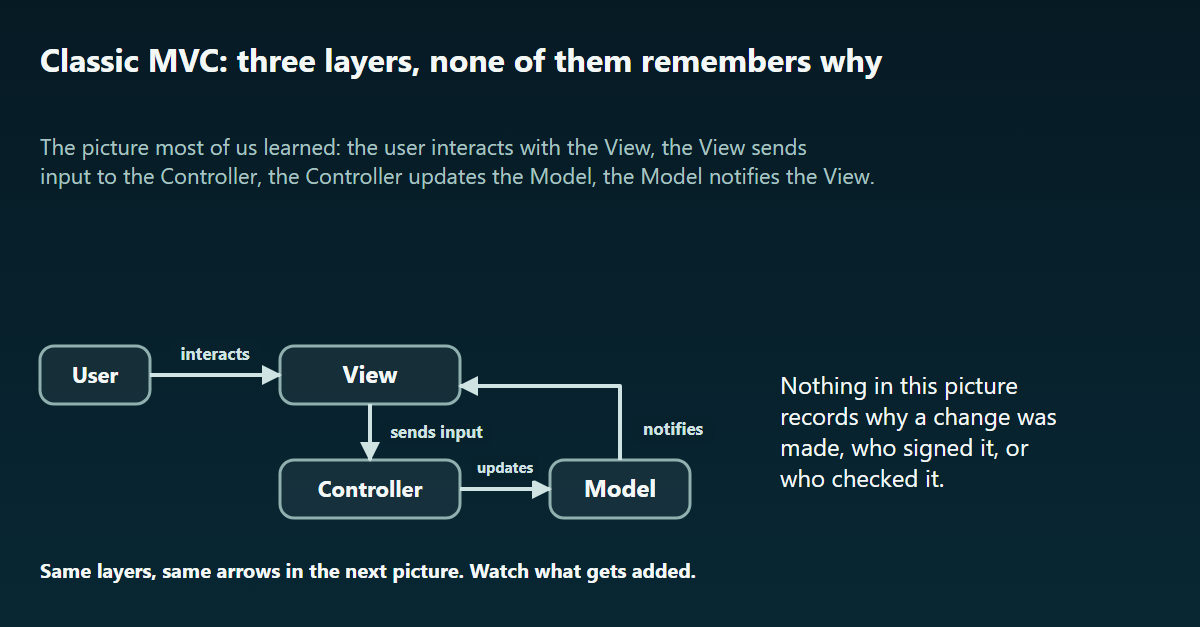 Classic MVC: three layers, none of them remembers why
The picture most of us learned: the user interacts with the View, the View sends
input to the Controller, the Controller updates the Model, the Model notifies the View.
User
interacts
View
sends input
notifies
Controller
updates
Model
Nothing in this picture
records why a change was
made, who signed it, or
who checked it.
Same layers, same arrows in the next picture. Watch what gets added.